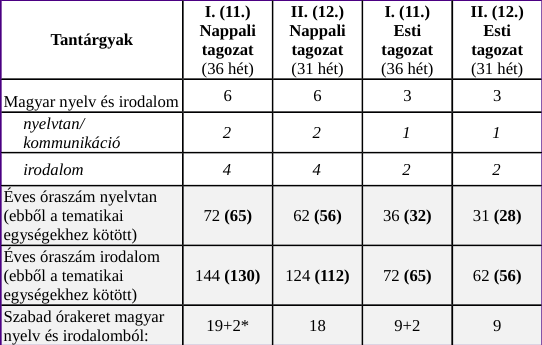 Tantárgyak
I. (11.)
Nappali
tagozat
(36 hét)
II. (12.)
Nappali
tagozat
(31 hét)
I. (11.)
Esti
tagozat
(36 hét)
II. (12.)
Esti
tagozat
(31 hét)
Magyar nyelv és irodalom 6 6 3 3
nyelvtan/
kommunikáció 2 2 1 1
irodalom 4 4 2 2
Éves óraszám nyelvtan
(ebből a tematikai
egységekhez kötött)
72 (65) 62 (56) 36 (32) 31 (28)
Éves óraszám irodalom
(ebből a tematikai
egységekhez kötött)
144 (130) 124 (112) 72 (65) 62 (56)
Szabad órakeret magyar
nyelv és irodalomból:
19+2* 18 9+2 9